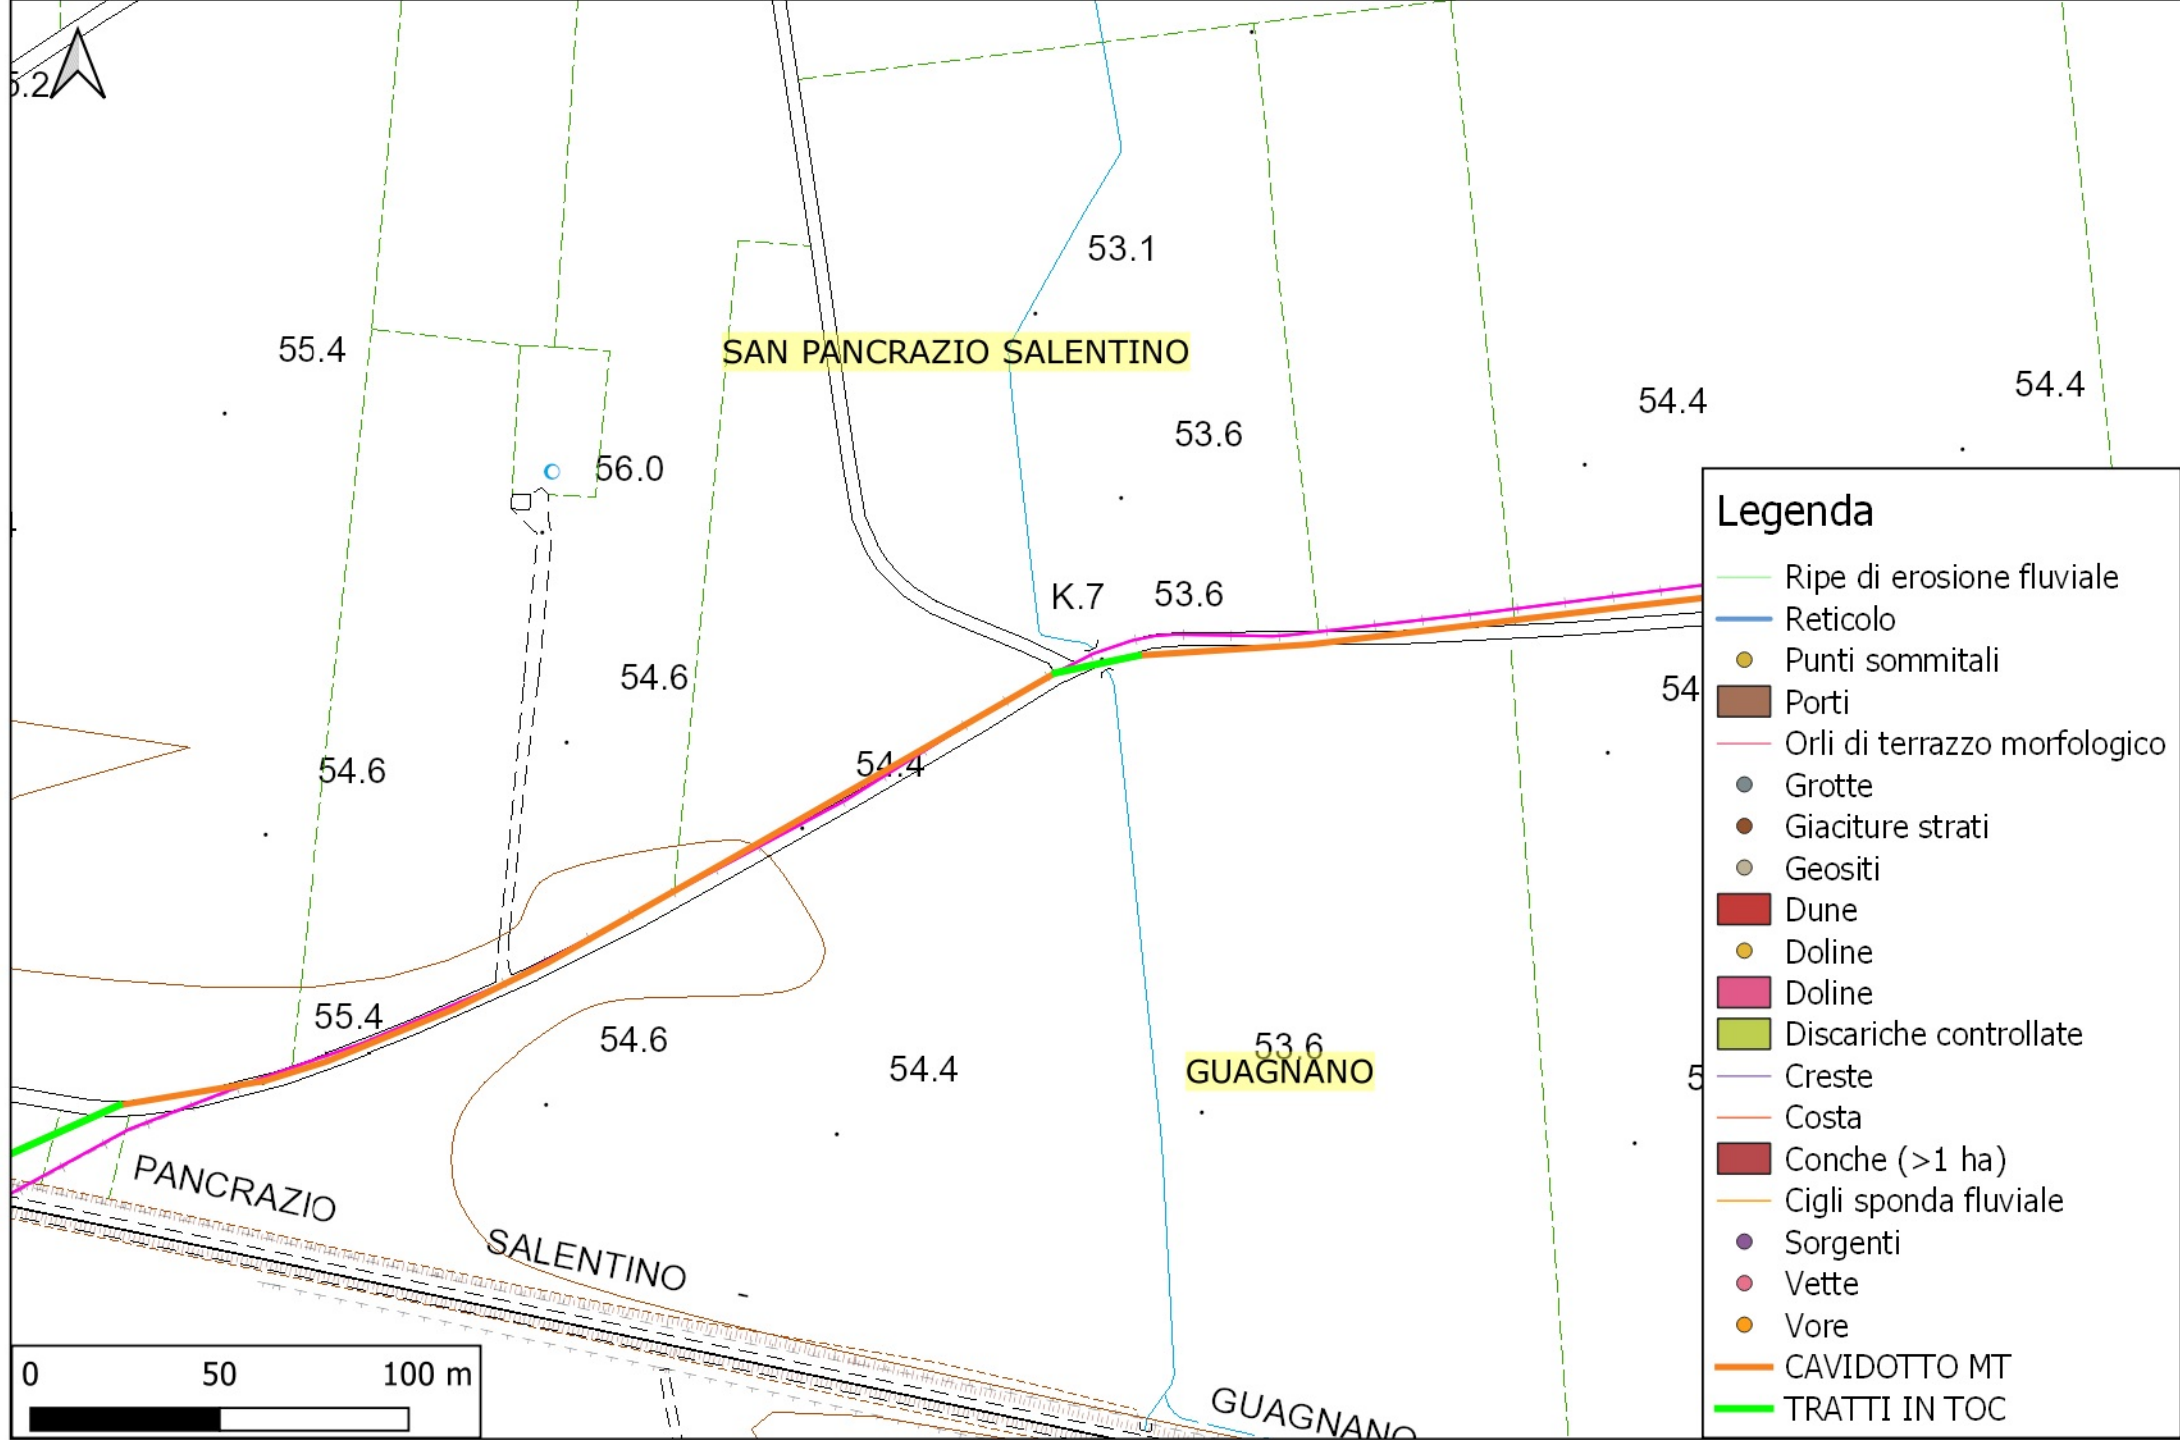 5.2
53.1
55.4
SAN PANCRAZIO SALENTINO
54.4
54.4
53.6
56.0
K.7
53.6
54.6
54
54.4
54.6
55.4
54.6
54.4
53.6
GUAGNANO
5
PANCRAZIO
SALENTINO
GUAGNANO
0 50 100 m
Legenda
Ripe di erosione fluviale
Reticolo
Punti sommitali
Porti
Orli di terrazzo morfologico
Grotte
Giaciture strati
Geositi
Dune
Doline
Doline
Discariche controllate
Creste
Costa
Conche (>1 ha)
Cigli sponda fluviale
Sorgenti
Vette
Vore
CAVIDOTTO MT
TRATTI IN TOC